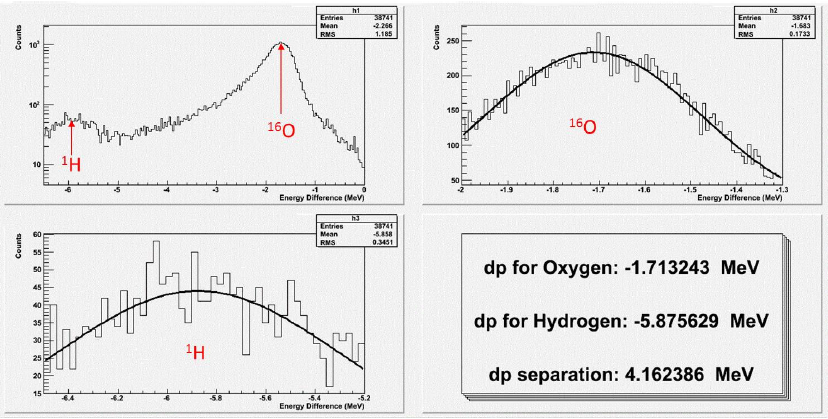 h1
Entries 38741
Mean -2.266
RMS 1.185
Counts
10³
10²
10
¹H
¹⁶O
-6 -5 -4 -3 -2 -1 0
Energy Difference (MeV)
h2
Entries 38741
Mean -1.683
RMS 0.1733
Counts
250
200
150
100
50
¹⁶O
-2 -1.9 -1.8 -1.7 -1.6 -1.5 -1.4 -1.3
Energy Difference (MeV)
h3
Entries 38741
Mean -5.858
RMS 0.3451
Counts
60
55
50
45
40
35
30
25
20
15
¹H
-6.4 -6.2 -6 -5.8 -5.6 -5.4 -5.2
Energy Difference (MeV)
dp for Oxygen: -1.713243 MeV
dp for Hydrogen: -5.875629 MeV
dp separation: 4.162386 MeV